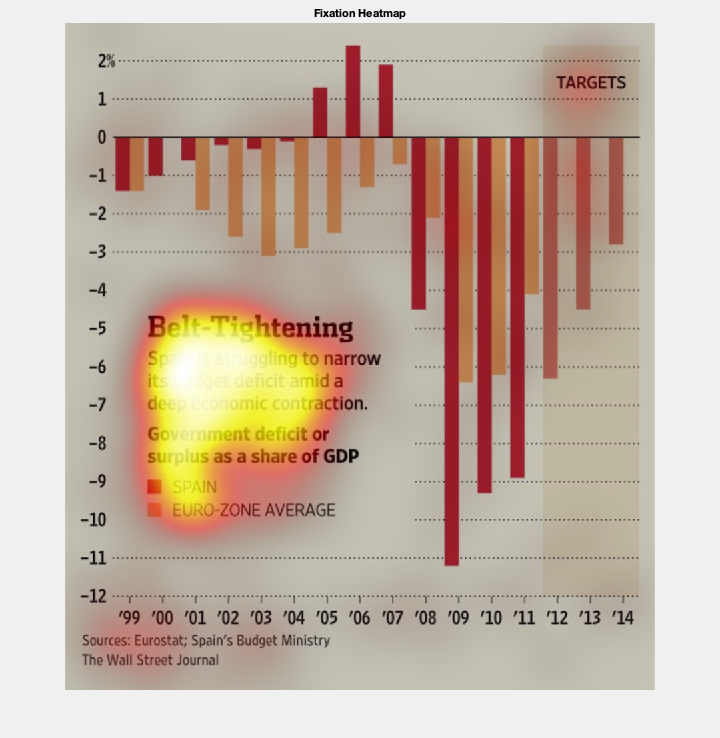 Fixation Heatmap
2%
1
0
−1
−2
−3
−4
−5
−6
−7
−8
−9
−10
−11
−12
TARGETS
Belt-Tightening
Spain is struggling to narrow
its budget deficit amid a
deep economic contraction.
Government deficit or
surplus as a share of GDP
SPAIN
EURO-ZONE AVERAGE
'99 '00 '01 '02 '03 '04 '05 '06 '07 '08 '09 '10 '11 '12 '13 '14
Sources: Eurostat; Spain's Budget Ministry
The Wall Street Journal